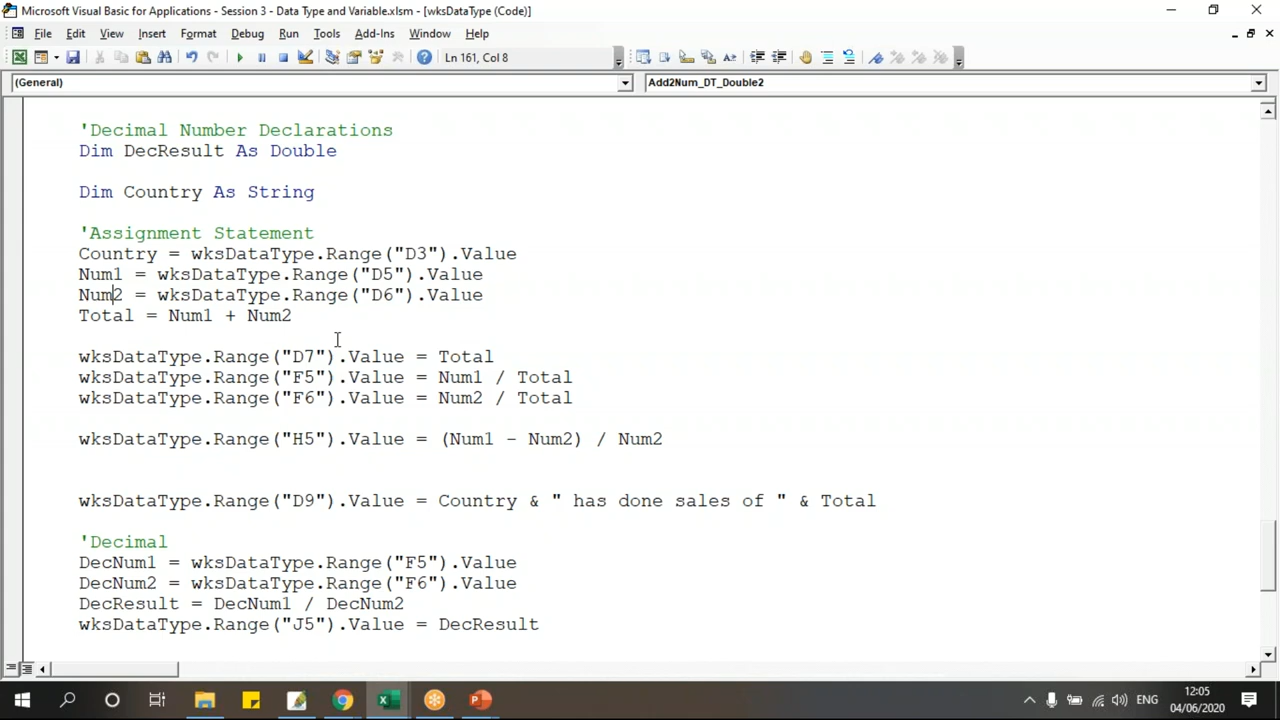 Microsoft Visual Basic for Applications - Session 3 - Data Type and Variable.xlsm - [wksDataType (Code)]
File Edit View Insert Format Debug Run Tools Add-Ins Window Help
Ln 161, Col 8
(General) Add2Num_DT_Double2
'Decimal Number Declarations
Dim DecResult As Double
Dim Country As String
'Assignment Statement
Country = wksDataType.Range("D3").Value
Num1 = wksDataType.Range("D5").Value
Num2 = wksDataType.Range("D6").Value
Total = Num1 + Num2
wksDataType.Range("D7").Value = Total
wksDataType.Range("F5").Value = Num1 / Total
wksDataType.Range("F6").Value = Num2 / Total
wksDataType.Range("H5").Value = (Num1 - Num2) / Num2
wksDataType.Range("D9").Value = Country & " has done sales of " & Total
'Decimal
DecNum1 = wksDataType.Range("F5").Value
DecNum2 = wksDataType.Range("F6").Value
DecResult = DecNum1 / DecNum2
wksDataType.Range("J5").Value = DecResult
ENG
12:05
04/06/2020